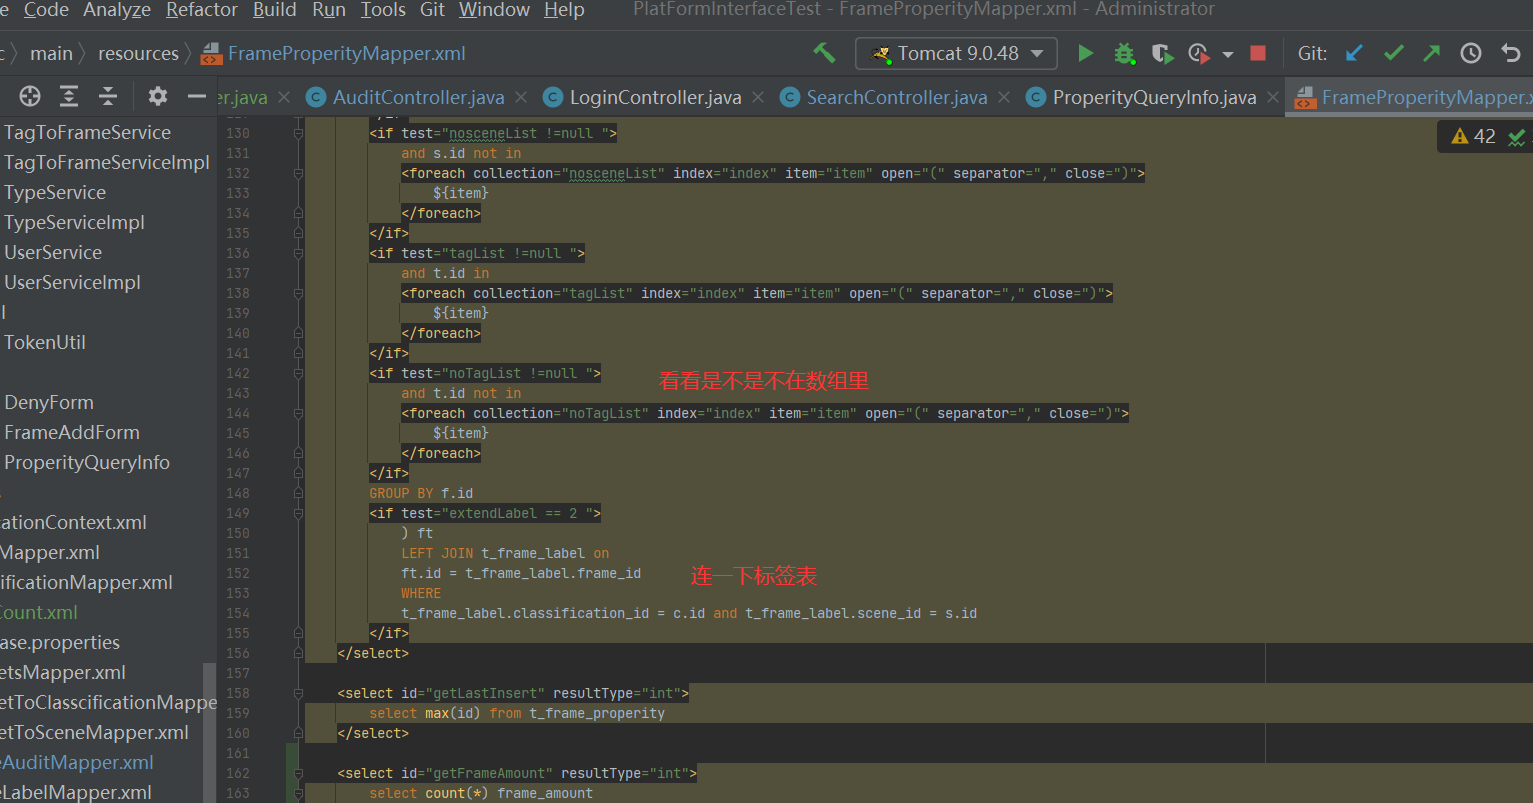 e Code Analyze Refactor Build Run Tools Git Window Help PlatFormInterfaceTest - FrameProperityMapper.xml - Administrator
main resources FrameProperityMapper.xml Tomcat 9.0.48 Git:
er.java AuditController.java LoginController.java SearchController.java ProperityQueryInfo.java FrameProperityMapper.x
TagToFrameService
TagToFrameServiceImpl
TypeService
TypeServiceImpl
UserService
UserServiceImpl
l
TokenUtil
DenyForm
FrameAddForm
ProperityQueryInfo
cationContext.xml
Mapper.xml
ificationMapper.xml
Count.xml
ase.properties
etsMapper.xml
etToClasscificationMappe
etToSceneMapper.xml
eAuditMapper.xml
eLabelMapper.xml
42
130 <if test="nosceneList !=null ">
131 and s.id not in
132 <foreach collection="nosceneList" index="index" item="item" open="(" separator="," close=")">
133 ${item}
134 </foreach>
135 </if>
136 <if test="tagList !=null ">
137 and t.id in
138 <foreach collection="tagList" index="index" item="item" open="(" separator="," close=")">
139 ${item}
140 </foreach>
141 </if>
142 <if test="noTagList !=null ">
看看是不是不在数组里
143 and t.id not in
144 <foreach collection="noTagList" index="index" item="item" open="(" separator="," close=")">
145 ${item}
146 </foreach>
147 </if>
148 GROUP BY f.id
149 <if test="extendLabel == 2 ">
150 ) ft
151 LEFT JOIN t_frame_label on
152 ft.id = t_frame_label.frame_id
连一下标签表
153 WHERE
154 t_frame_label.classification_id = c.id and t_frame_label.scene_id = s.id
155 </if>
156 </select>
157
158 <select id="getLastInsert" resultType="int">
159 select max(id) from t_frame_properity
160 </select>
161
162 <select id="getFrameAmount" resultType="int">
163 select count(*) frame_amount